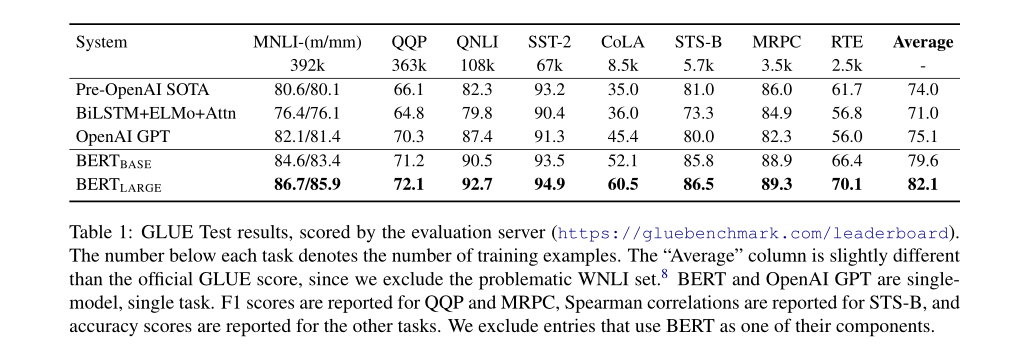 System MNLI-(m/mm) QQP QNLI SST-2 CoLA STS-B MRPC RTE Average
392k 363k 108k 67k 8.5k 5.7k 3.5k 2.5k -
Pre-OpenAI SOTA 80.6/80.1 66.1 82.3 93.2 35.0 81.0 86.0 61.7 74.0
BiLSTM+ELMo+Attn 76.4/76.1 64.8 79.8 90.4 36.0 73.3 84.9 56.8 71.0
OpenAI GPT 82.1/81.4 70.3 87.4 91.3 45.4 80.0 82.3 56.0 75.1
BERTBASE 84.6/83.4 71.2 90.5 93.5 52.1 85.8 88.9 66.4 79.6
BERTLARGE 86.7/85.9 72.1 92.7 94.9 60.5 86.5 89.3 70.1 82.1
Table 1: GLUE Test results, scored by the evaluation server (https://gluebenchmark.com/leaderboard).
The number below each task denotes the number of training examples. The “Average” column is slightly different
than the official GLUE score, since we exclude the problematic WNLI set.8 BERT and OpenAI GPT are single-
model, single task. F1 scores are reported for QQP and MRPC, Spearman correlations are reported for STS-B, and
accuracy scores are reported for the other tasks. We exclude entries that use BERT as one of their components.